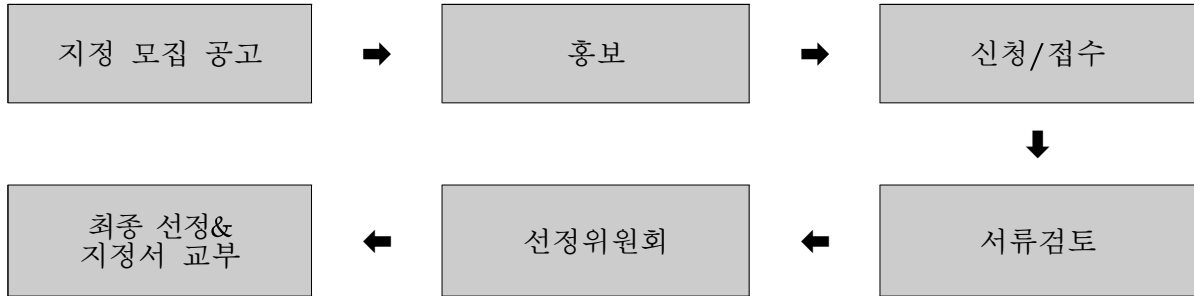 지정 모집 공고
홍보
신청/접수
서류검토
선정위원회
최종 선정&
지정서 교부